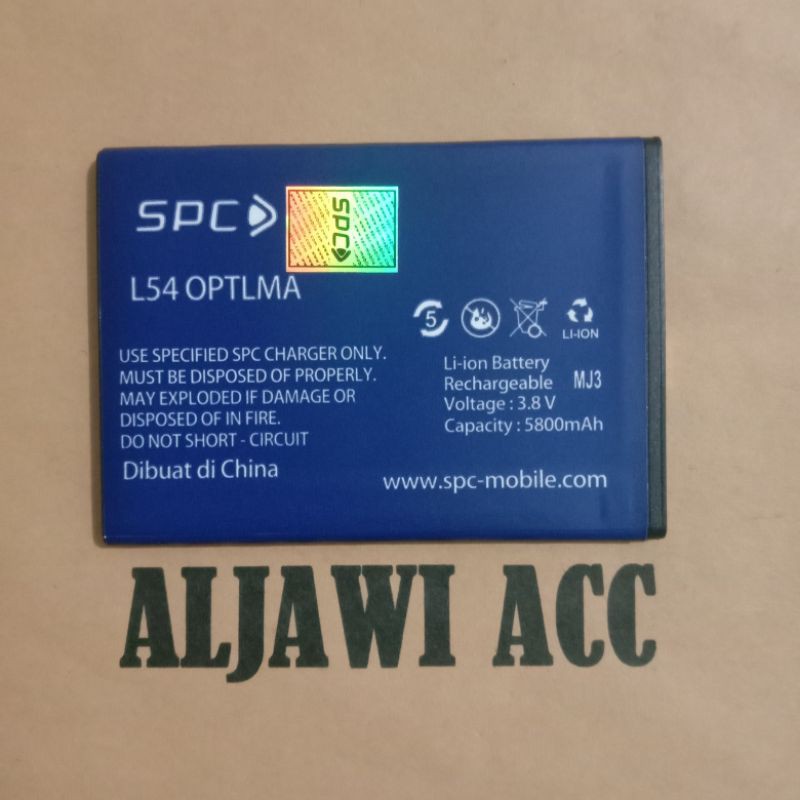 SPC
SPC
L54 OPTLMA
5
LI-ION
USE SPECIFIED SPC CHARGER ONLY.
MUST BE DISPOSED OF PROPERLY.
MAY EXPLODED IF DAMAGE OR
DISPOSED OF IN FIRE.
DO NOT SHORT - CIRCUIT
Dibuat di China
Li-ion Battery
Rechargeable MJ3
Voltage : 3.8 V
Capacity : 5800mAh
www.spc-mobile.com
ALJAWI ACC